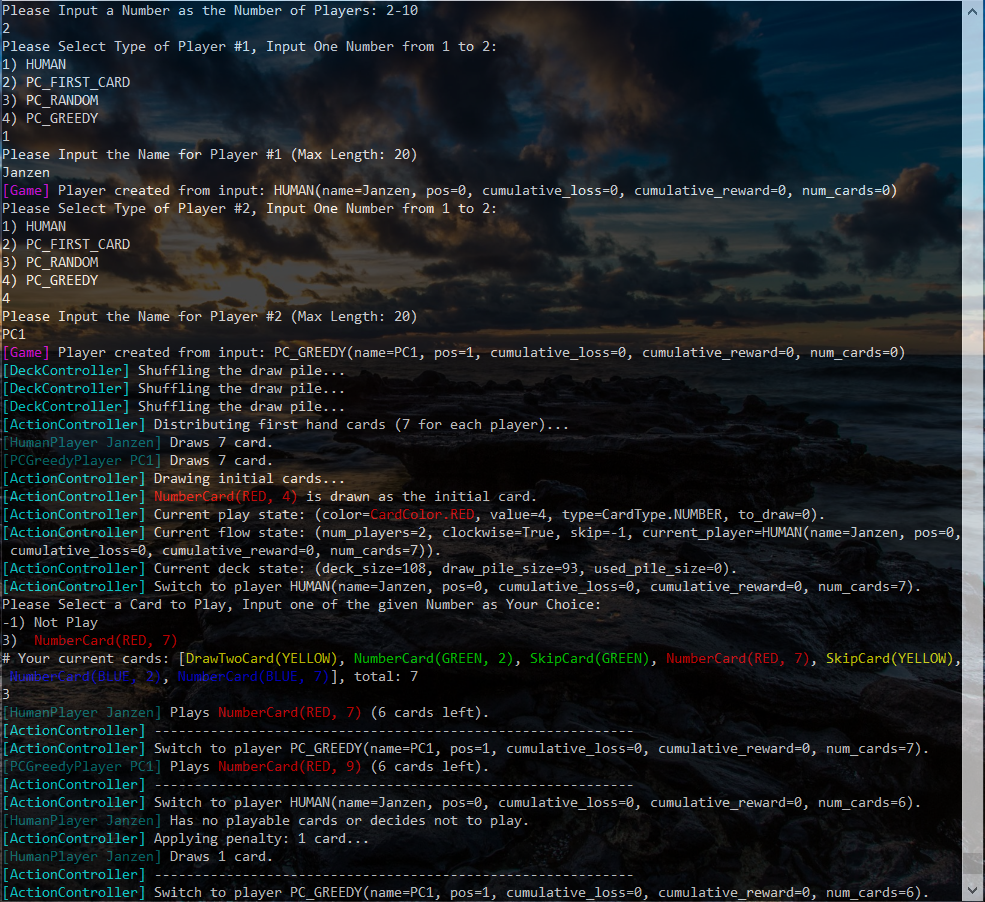 Please Input a Number as the Number of Players: 2-10
2
Please Select Type of Player #1, Input One Number from 1 to 2:
1) HUMAN
2) PC_FIRST_CARD
3) PC_RANDOM
4) PC_GREEDY
1
Please Input the Name for Player #1 (Max Length: 20)
Janzen
[Game] Player created from input: HUMAN(name=Janzen, pos=0, cumulative_loss=0, cumulative_reward=0, num_cards=0)
Please Select Type of Player #2, Input One Number from 1 to 2:
1) HUMAN
2) PC_FIRST_CARD
3) PC_RANDOM
4) PC_GREEDY
4
Please Input the Name for Player #2 (Max Length: 20)
PC1
[Game] Player created from input: PC_GREEDY(name=PC1, pos=1, cumulative_loss=0, cumulative_reward=0, num_cards=0)
[DeckController] Shuffling the draw pile...
[DeckController] Shuffling the draw pile...
[DeckController] Shuffling the draw pile...
[ActionController] Distributing first hand cards (7 for each player)...
[HumanPlayer Janzen] Draws 7 card.
[PCGreedyPlayer PC1] Draws 7 card.
[ActionController] Drawing initial cards...
[ActionController] NumberCard(RED, 4) is drawn as the initial card.
[ActionController] Current play state: (color=CardColor.RED, value=4, type=CardType.NUMBER, to_draw=0).
[ActionController] Current flow state: (num_players=2, clockwise=True, skip=-1, current_player=HUMAN(name=Janzen, pos=0,
cumulative_loss=0, cumulative_reward=0, num_cards=7)).
[ActionController] Current deck state: (deck_size=108, draw_pile_size=93, used_pile_size=0).
[ActionController] Switch to player HUMAN(name=Janzen, pos=0, cumulative_loss=0, cumulative_reward=0, num_cards=7).
Please Select a Card to Play, Input one of the given Number as Your Choice:
-1) Not Play
3)  NumberCard(RED, 7)
# Your current cards: [DrawTwoCard(YELLOW), NumberCard(GREEN, 2), SkipCard(GREEN), NumberCard(RED, 7), SkipCard(YELLOW),
NumberCard(BLUE, 2), NumberCard(BLUE, 7)], total: 7
3
[HumanPlayer Janzen] Plays NumberCard(RED, 7) (6 cards left).
[ActionController] ------------------------------------------------------------
[ActionController] Switch to player PC_GREEDY(name=PC1, pos=1, cumulative_loss=0, cumulative_reward=0, num_cards=7).
[PCGreedyPlayer PC1] Plays NumberCard(RED, 9) (6 cards left).
[ActionController] ------------------------------------------------------------
[ActionController] Switch to player HUMAN(name=Janzen, pos=0, cumulative_loss=0, cumulative_reward=0, num_cards=6).
[HumanPlayer Janzen] Has no playable cards or decides not to play.
[ActionController] Applying penalty: 1 card...
[HumanPlayer Janzen] Draws 1 card.
[ActionController] ------------------------------------------------------------
[ActionController] Switch to player PC_GREEDY(name=PC1, pos=1, cumulative_loss=0, cumulative_reward=0, num_cards=6).